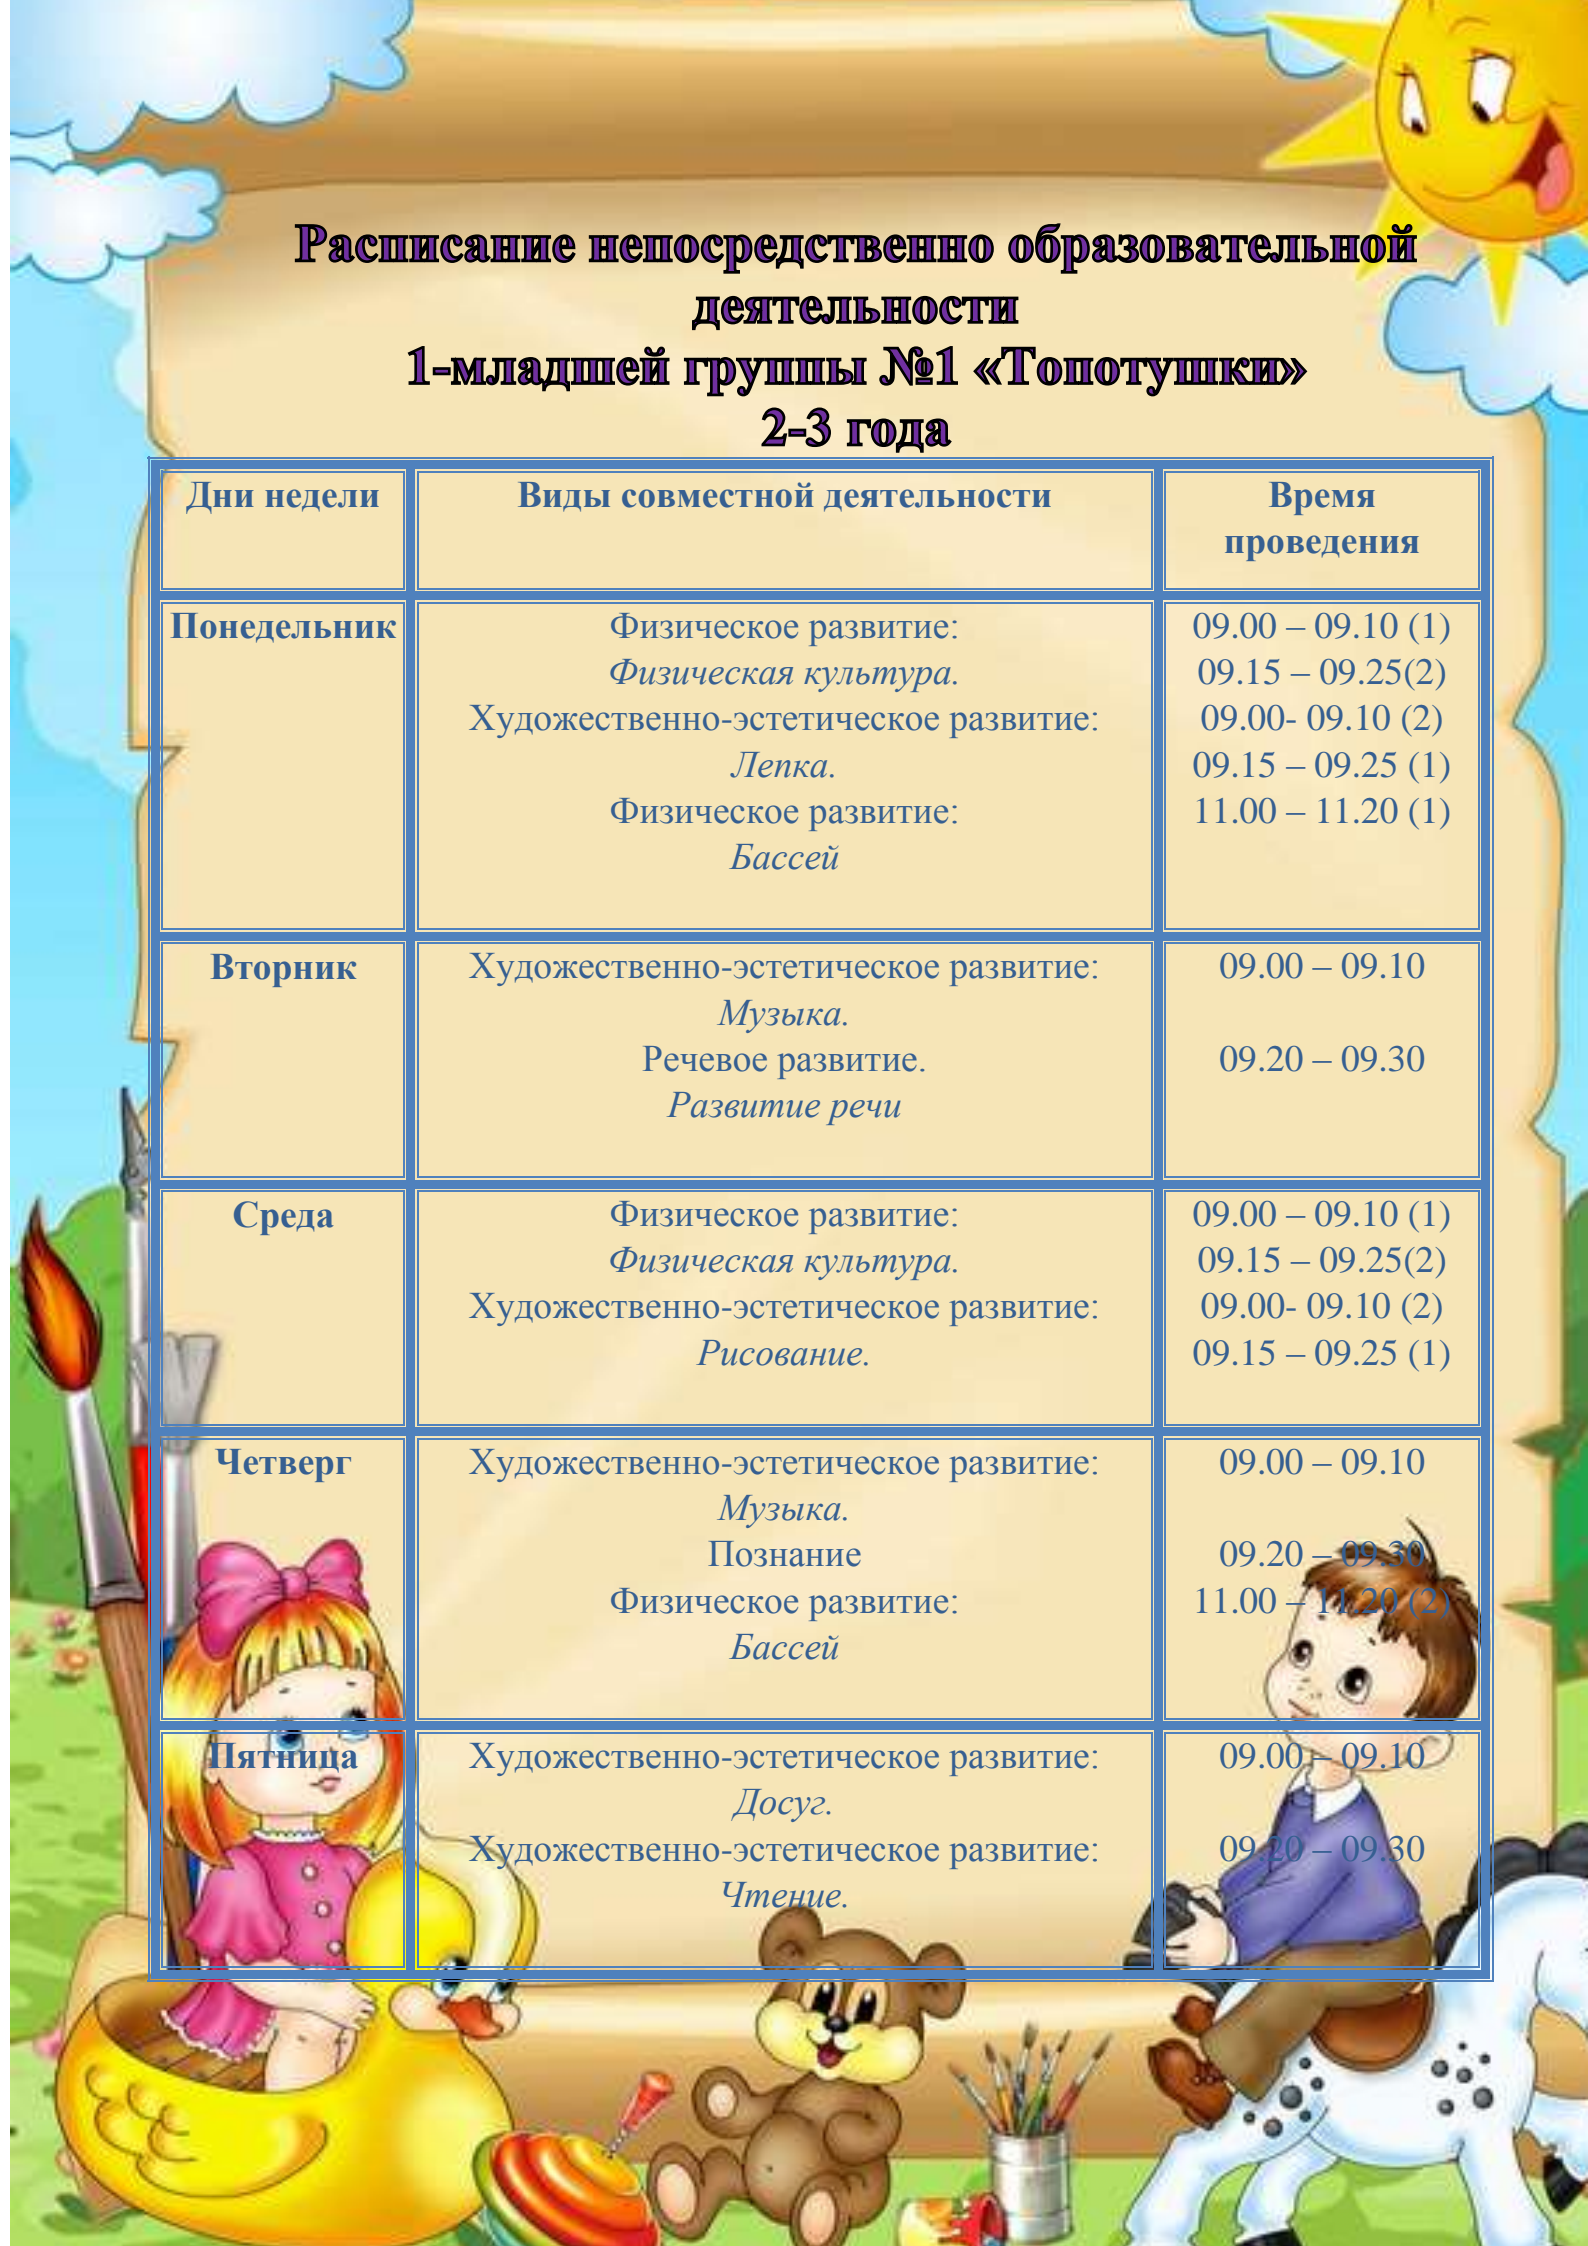 Расписание непосредственно образовательной
деятельности
1-младшей группы №1 «Топотушки»
2-3 года
Дни недели Виды совместной деятельности Время
проведения
Понедельник Физическое развитие: 09.00 – 09.10 (1)
Физическая культура. 09.15 – 09.25(2)
Художественно-эстетическое развитие: 09.00- 09.10 (2)
Лепка. 09.15 – 09.25 (1)
Физическое развитие: 11.00 – 11.20 (1)
Бассей
Вторник Художественно-эстетическое развитие: 09.00 – 09.10
Музыка.
Речевое развитие. 09.20 – 09.30
Развитие речи
Среда Физическое развитие: 09.00 – 09.10 (1)
Физическая культура. 09.15 – 09.25(2)
Художественно-эстетическое развитие: 09.00- 09.10 (2)
Рисование. 09.15 – 09.25 (1)
Четверг Художественно-эстетическое развитие: 09.00 – 09.10
Музыка.
Познание 09.20 – 09.30
Физическое развитие: 11.00 – 11.20 (2)
Бассей
Пятница Художественно-эстетическое развитие: 09.00 – 09.10
Досуг.
Художественно-эстетическое развитие: 09.20 – 09.30
Чтение.